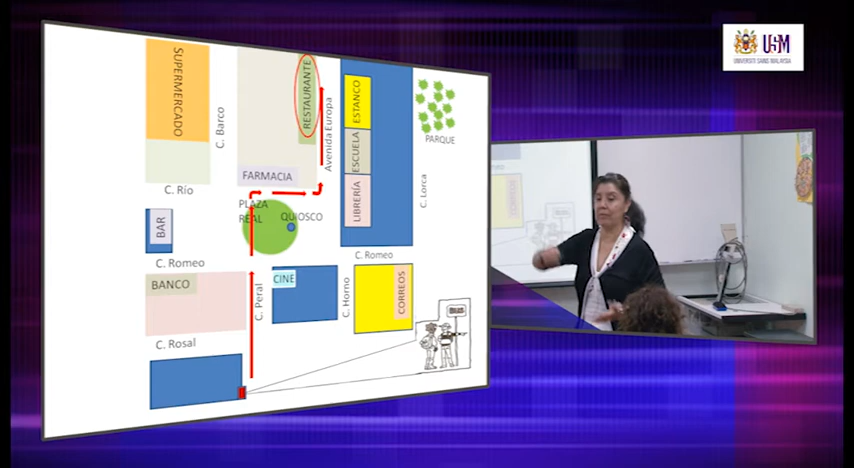 USM
UNIVERSITI SAINS MALAYSIA
SUPERMERCADO
C. Barco
RESTAURANTE
Avenida Europa
ESTANCO
ESCUELA
LIBRERÍA
PARQUE
C. Lorca
FARMACIA
C. Río
PLAZA
REAL
QUIOSCO
BAR
C. Romeo
C. Romeo
BANCO
C. Peral
CINE
C. Horno
CORREOS
C. Rosal